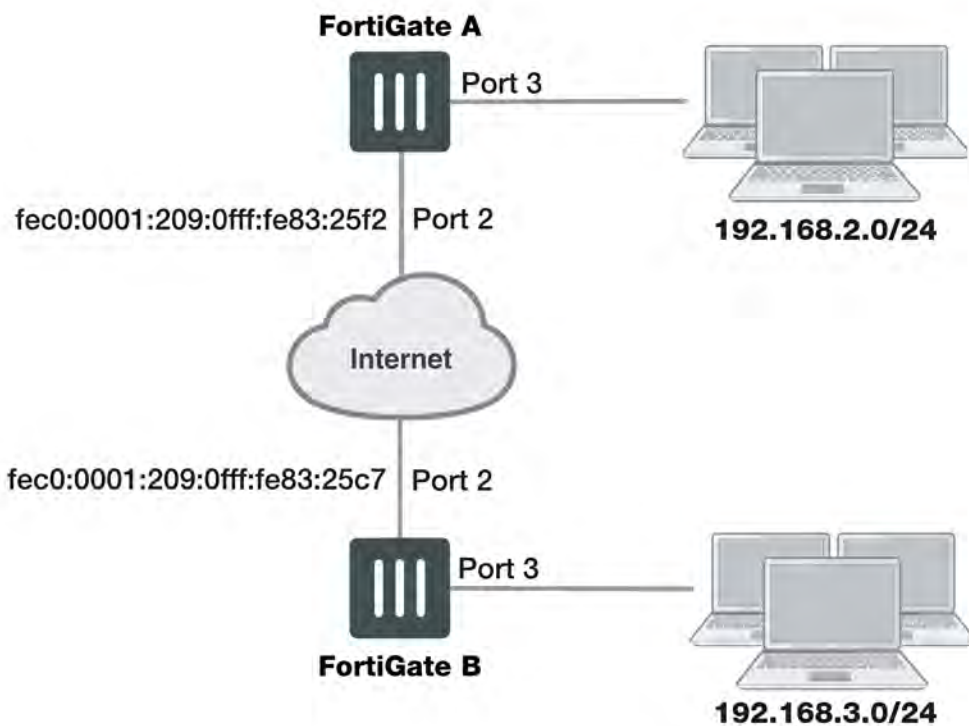 FortiGate A
Port 3
fec0:0001:209:0fff:fe83:25f2
Port 2
192.168.2.0/24
Internet
fec0:0001:209:0fff:fe83:25c7
Port 2
Port 3
FortiGate B
192.168.3.0/24